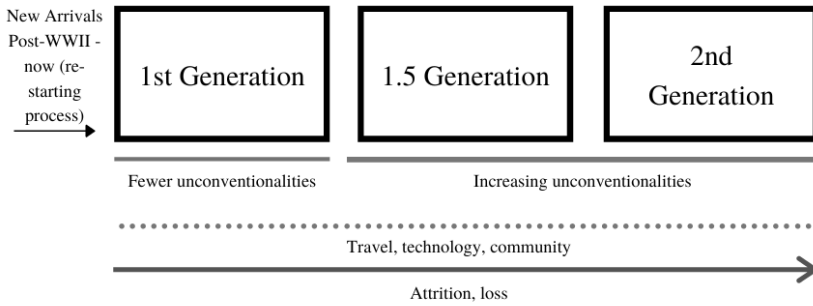 New Arrivals
Post-WWII -
now (re-
starting
process)
1st Generation
1.5 Generation
2nd
Generation
Fewer unconventionalities
Increasing unconventionalities
Travel, technology, community
Attrition, loss